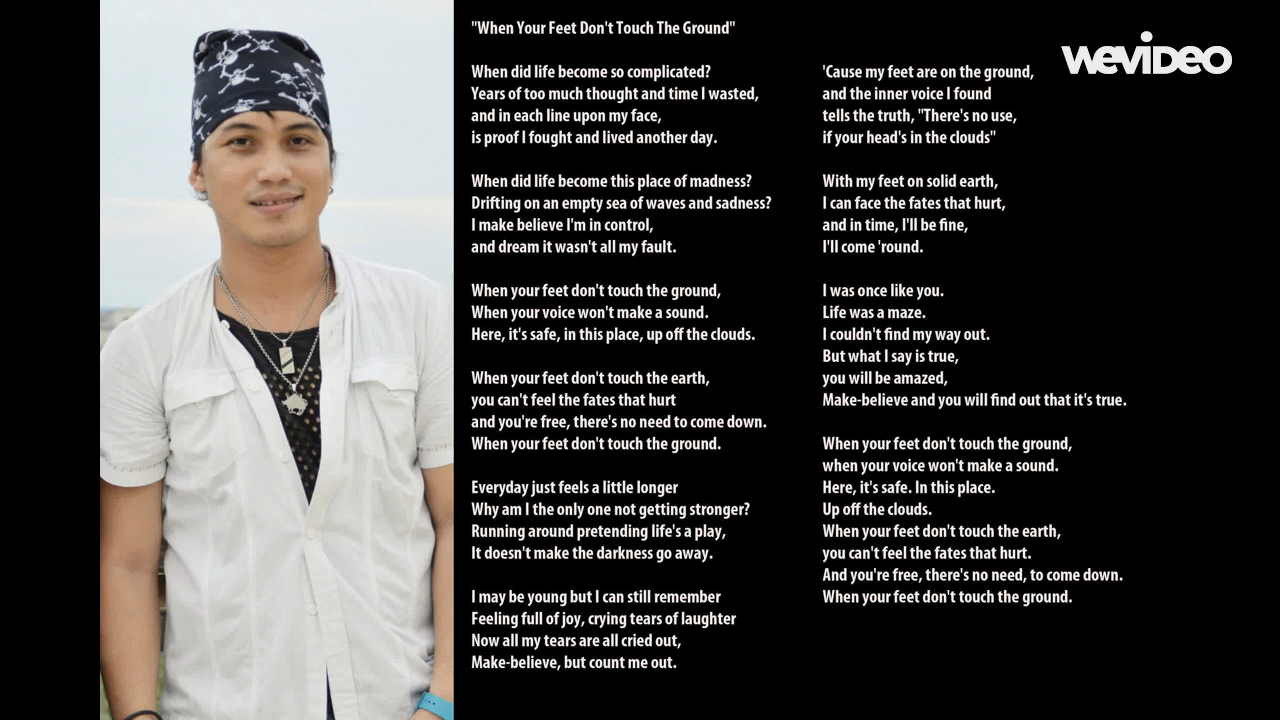 "When Your Feet Don't Touch The Ground"
When did life become so complicated?
Years of too much thought and time I wasted,
and in each line upon my face,
is proof I fought and lived another day.
When did life become this place of madness?
Drifting on an empty sea of waves and sadness?
I make believe I'm in control,
and dream it wasn't all my fault.
When your feet don't touch the ground,
When your voice won't make a sound.
Here, it's safe, in this place, up off the clouds.
When your feet don't touch the earth,
you can't feel the fates that hurt
and you're free, there's no need to come down.
When your feet don't touch the ground.
Everyday just feels a little longer
Why am I the only one not getting stronger?
Running around pretending life's a play,
It doesn't make the darkness go away.
I may be young but I can still remember
Feeling full of joy, crying tears of laughter
Now all my tears are all cried out,
Make-believe, but count me out.
'Cause my feet are on the ground,
and the inner voice I found
tells the truth, "There's no use,
if your head's in the clouds"
With my feet on solid earth,
I can face the fates that hurt,
and in time, I'll be fine,
I'll come 'round.
I was once like you.
Life was a maze.
I couldn't find my way out.
But what I say is true,
you will be amazed,
Make-believe and you will find out that it's true.
When your feet don't touch the ground,
when your voice won't make a sound.
Here, it's safe. In this place.
Up off the clouds.
When your feet don't touch the earth,
you can't feel the fates that hurt.
And you're free, there's no need, to come down.
When your feet don't touch the ground.
WEVIDEO